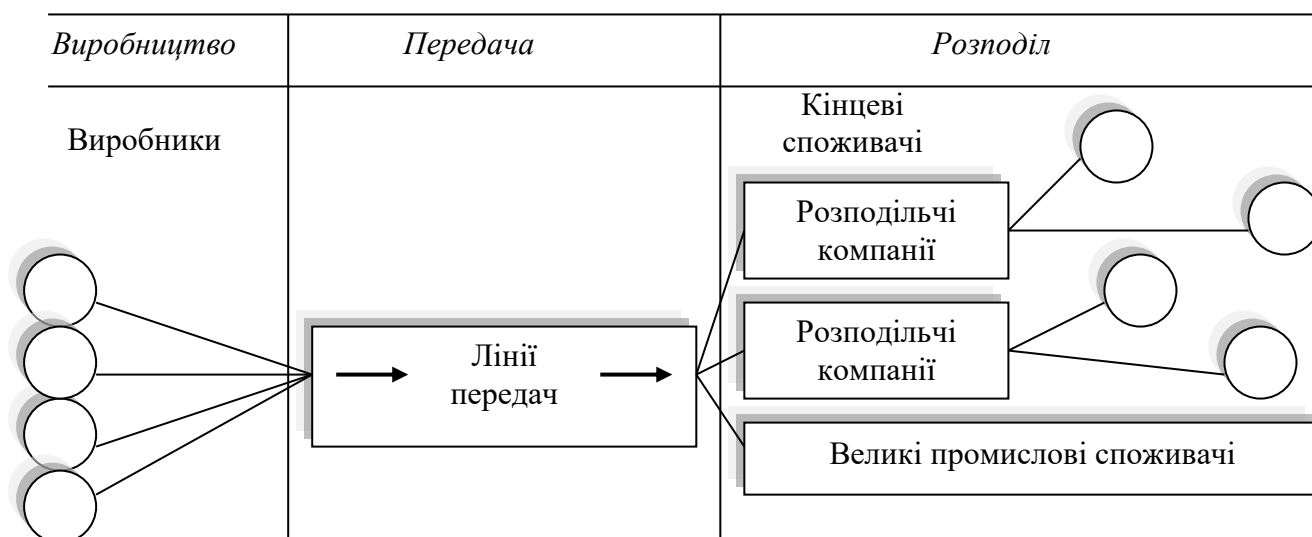 Виробництво
Передача
Розподіл
Виробники
Кінцеві
споживачі
Розподільчі
компанії
Лінії
передач
Розподільчі
компанії
Великі промислові споживачі